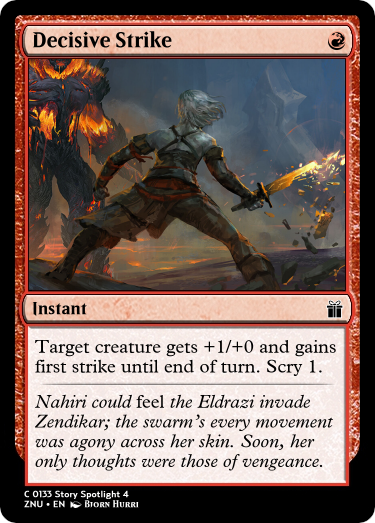 Decisive Strike
Instant
Target creature gets +1/+0 and gains
first strike until end of turn. Scry 1.
Nahiri could feel the Eldrazi invade
Zendikar; the swarm's every movement
was agony across her skin. Soon, her
only thoughts were those of vengeance.
C 0133 Story Spotlight 4
ZNU • EN Bjorn Hurri